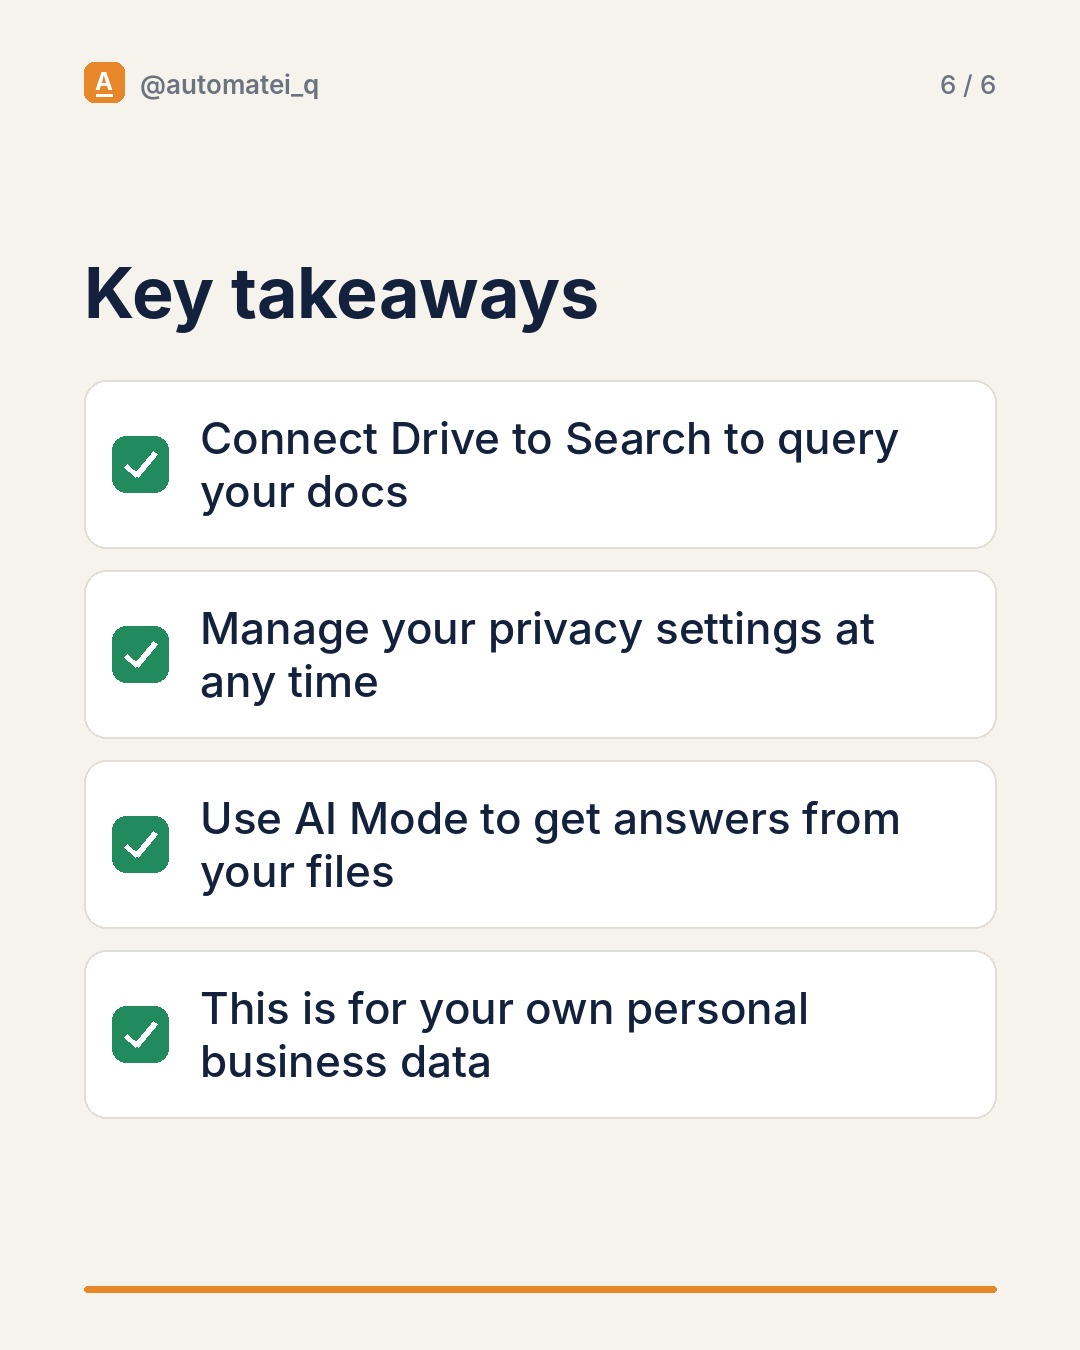 A @automatei_q
6 / 6
Key takeaways
Connect Drive to Search to query
your docs
Manage your privacy settings at
any time
Use AI Mode to get answers from
your files
This is for your own personal
business data